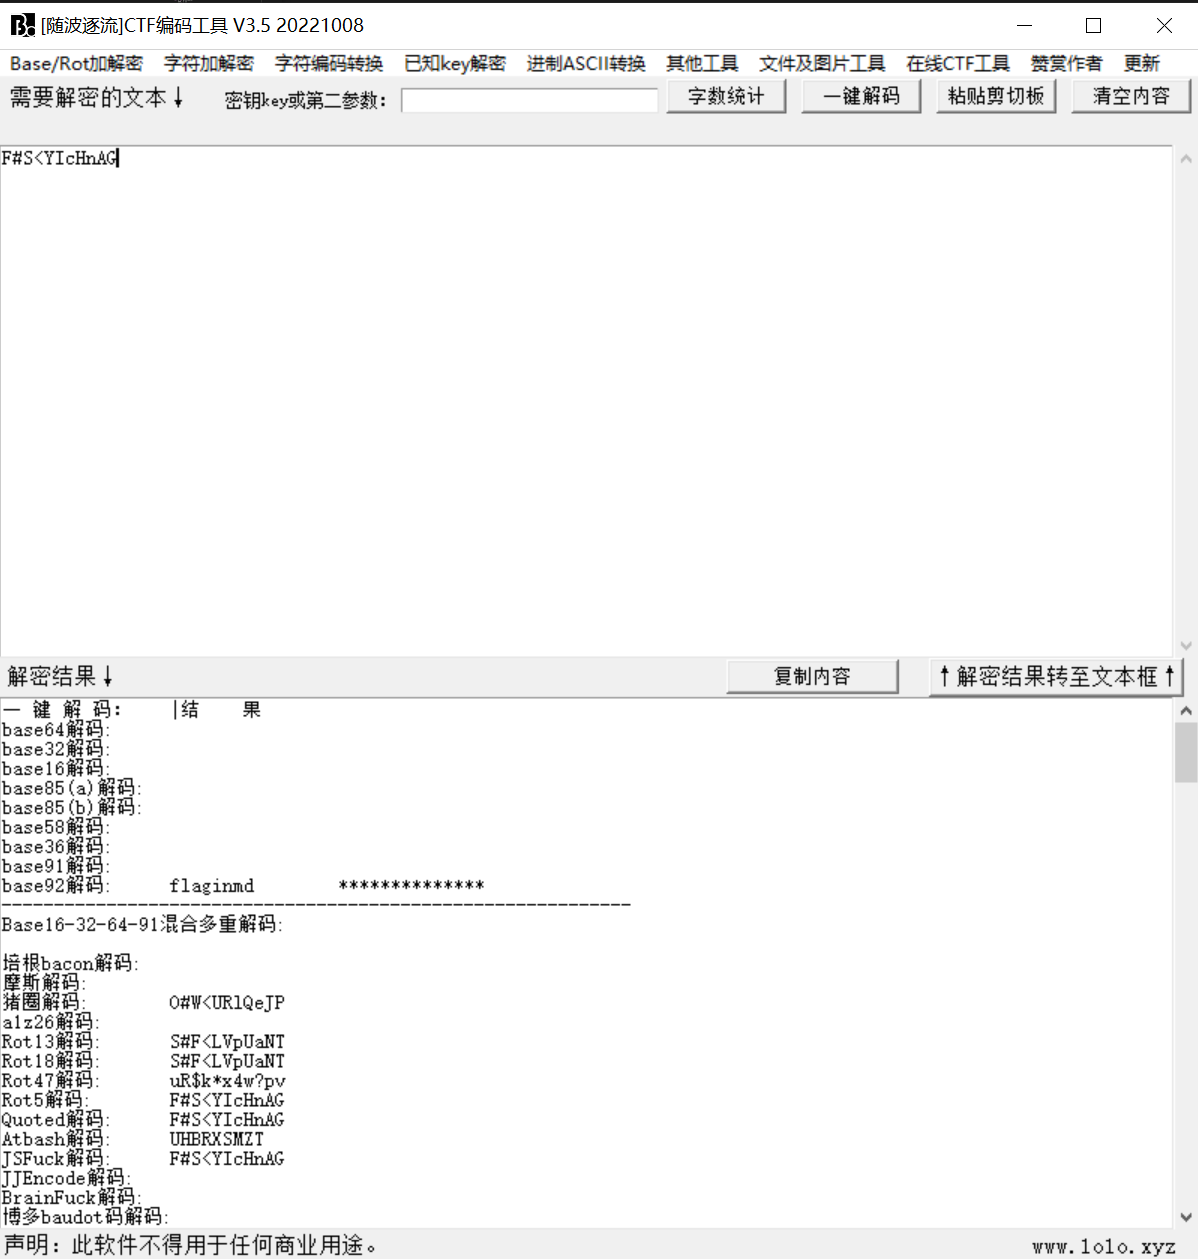 [随波逐流]CTF编码工具 V3.5 20221008
Base/Rot加解密 字符加解密 字符编码转换 已知key解密 进制ASCII转换 其他工具 文件及图片工具 在线CTF工具 赞赏作者 更新
需要解密的文本↓ 密钥key或第二参数: 字数统计 一键解码 粘贴剪切板 清空内容
F#S<YIcHnAG
解密结果↓ 复制内容 ↑解密结果转至文本框↑
一 键 解 码: |结 果
base64解码:
base32解码:
base16解码:
base85(a)解码:
base85(b)解码:
base58解码:
base36解码:
base91解码:
base92解码: flaginmd **************
------------------------------------------------------------
Base16-32-64-91混合多重解码:
培根bacon解码:
摩斯解码:
猪圈解码: O#W<URlQeJP
a1z26解码:
Rot13解码: S#F<LVpUaNT
Rot18解码: S#F<LVpUaNT
Rot47解码: uR$k*x4w?pv
Rot5解码: F#S<YIcHnAG
Quoted解码: F#S<YIcHnAG
Atbash解码: UHBRXSMZT
JSFuck解码: F#S<YIcHnAG
JJEncode解码:
BrainFuck解码:
博多baudot码解码:
声明: 此软件不得用于任何商业用途。 www.1o1o.xyz